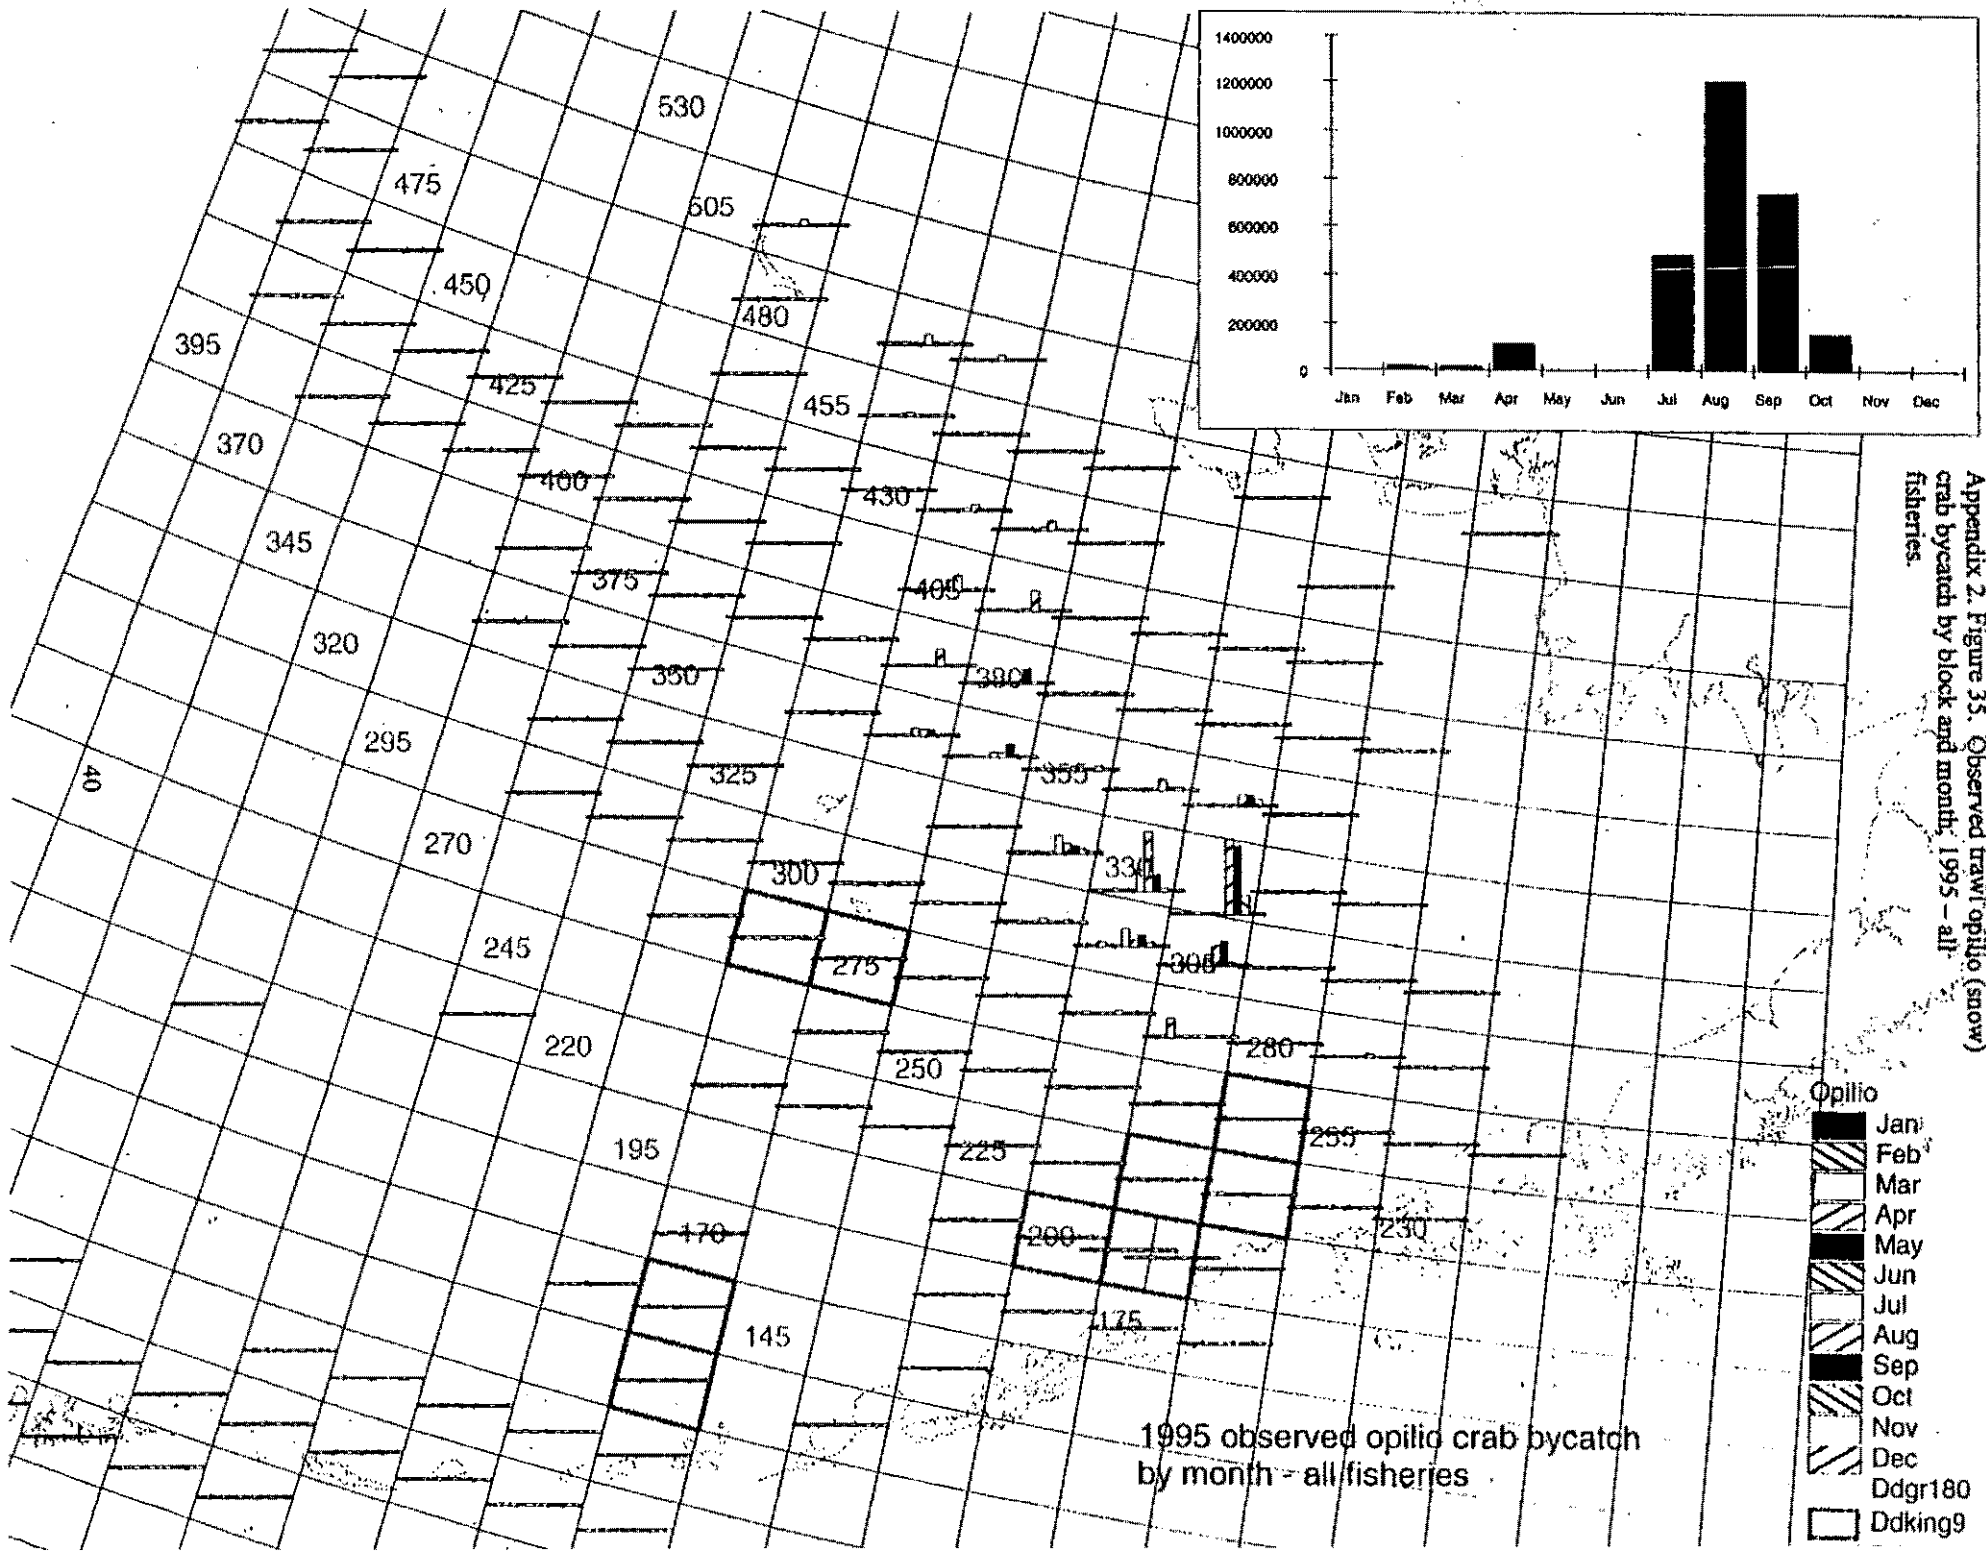 1400000
1200000
1000000
800000
600000
400000
200000
0
Jan Feb Mar Apr May Jun Jul Aug Sep Oct Nov Dec
Appendix 2. Figure 35. Observed trawl opilio (snow)
crab bycatch by block and month, 1995 – all
fisheries.
530
475
505
450
480
395
425
455
370
400
430
345
375
405
320
350
380
295
325
355
40
270
300
330
245
275
305
220
250
280
195
225
255
170
200
230
145
175
Opilio
Jan
Feb
Mar
Apr
May
Jun
Jul
Aug
Sep
Oct
Nov
Dec
Ddgr180
Ddking9
1995 observed opilio crab bycatch
by month - all fisheries